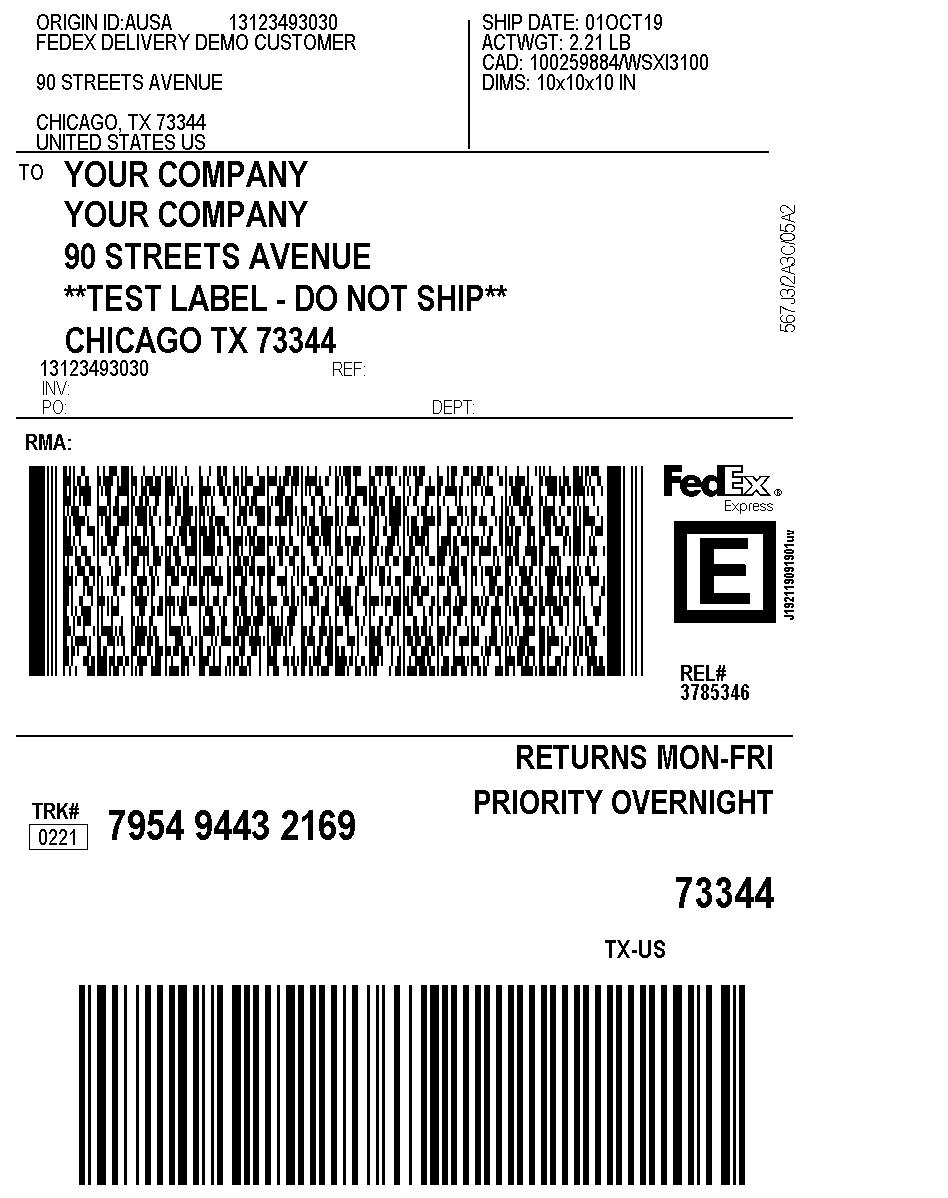 ORIGIN ID:AUSA 13123493030
FEDEX DELIVERY DEMO CUSTOMER
90 STREETS AVENUE
CHICAGO, TX 73344
UNITED STATES US
SHIP DATE: 01OCT19
ACTWGT: 2.21 LB
CAD: 100259884/WSXI3100
DIMS: 10x10x10 IN
TO YOUR COMPANY
YOUR COMPANY
90 STREETS AVENUE
**TEST LABEL - DO NOT SHIP**
CHICAGO TX 73344
13123493030 REF:
INV:
PO: DEPT:
567J3/2A3C/05A2
RMA:
FedEx®
Express
E
J192119091901uv
REL#
3785346
RETURNS MON-FRI
PRIORITY OVERNIGHT
TRK#
0221 7954 9443 2169
73344
TX-US